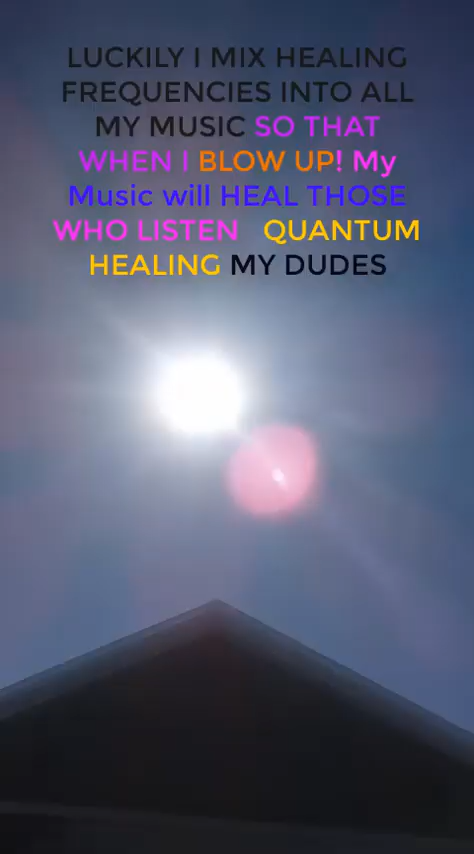 LUCKILY I MIX HEALING
FREQUENCIES INTO ALL
MY MUSIC SO THAT
WHEN I BLOW UP! My
Music will HEAL THOSE
WHO LISTEN   QUANTUM
HEALING MY DUDES